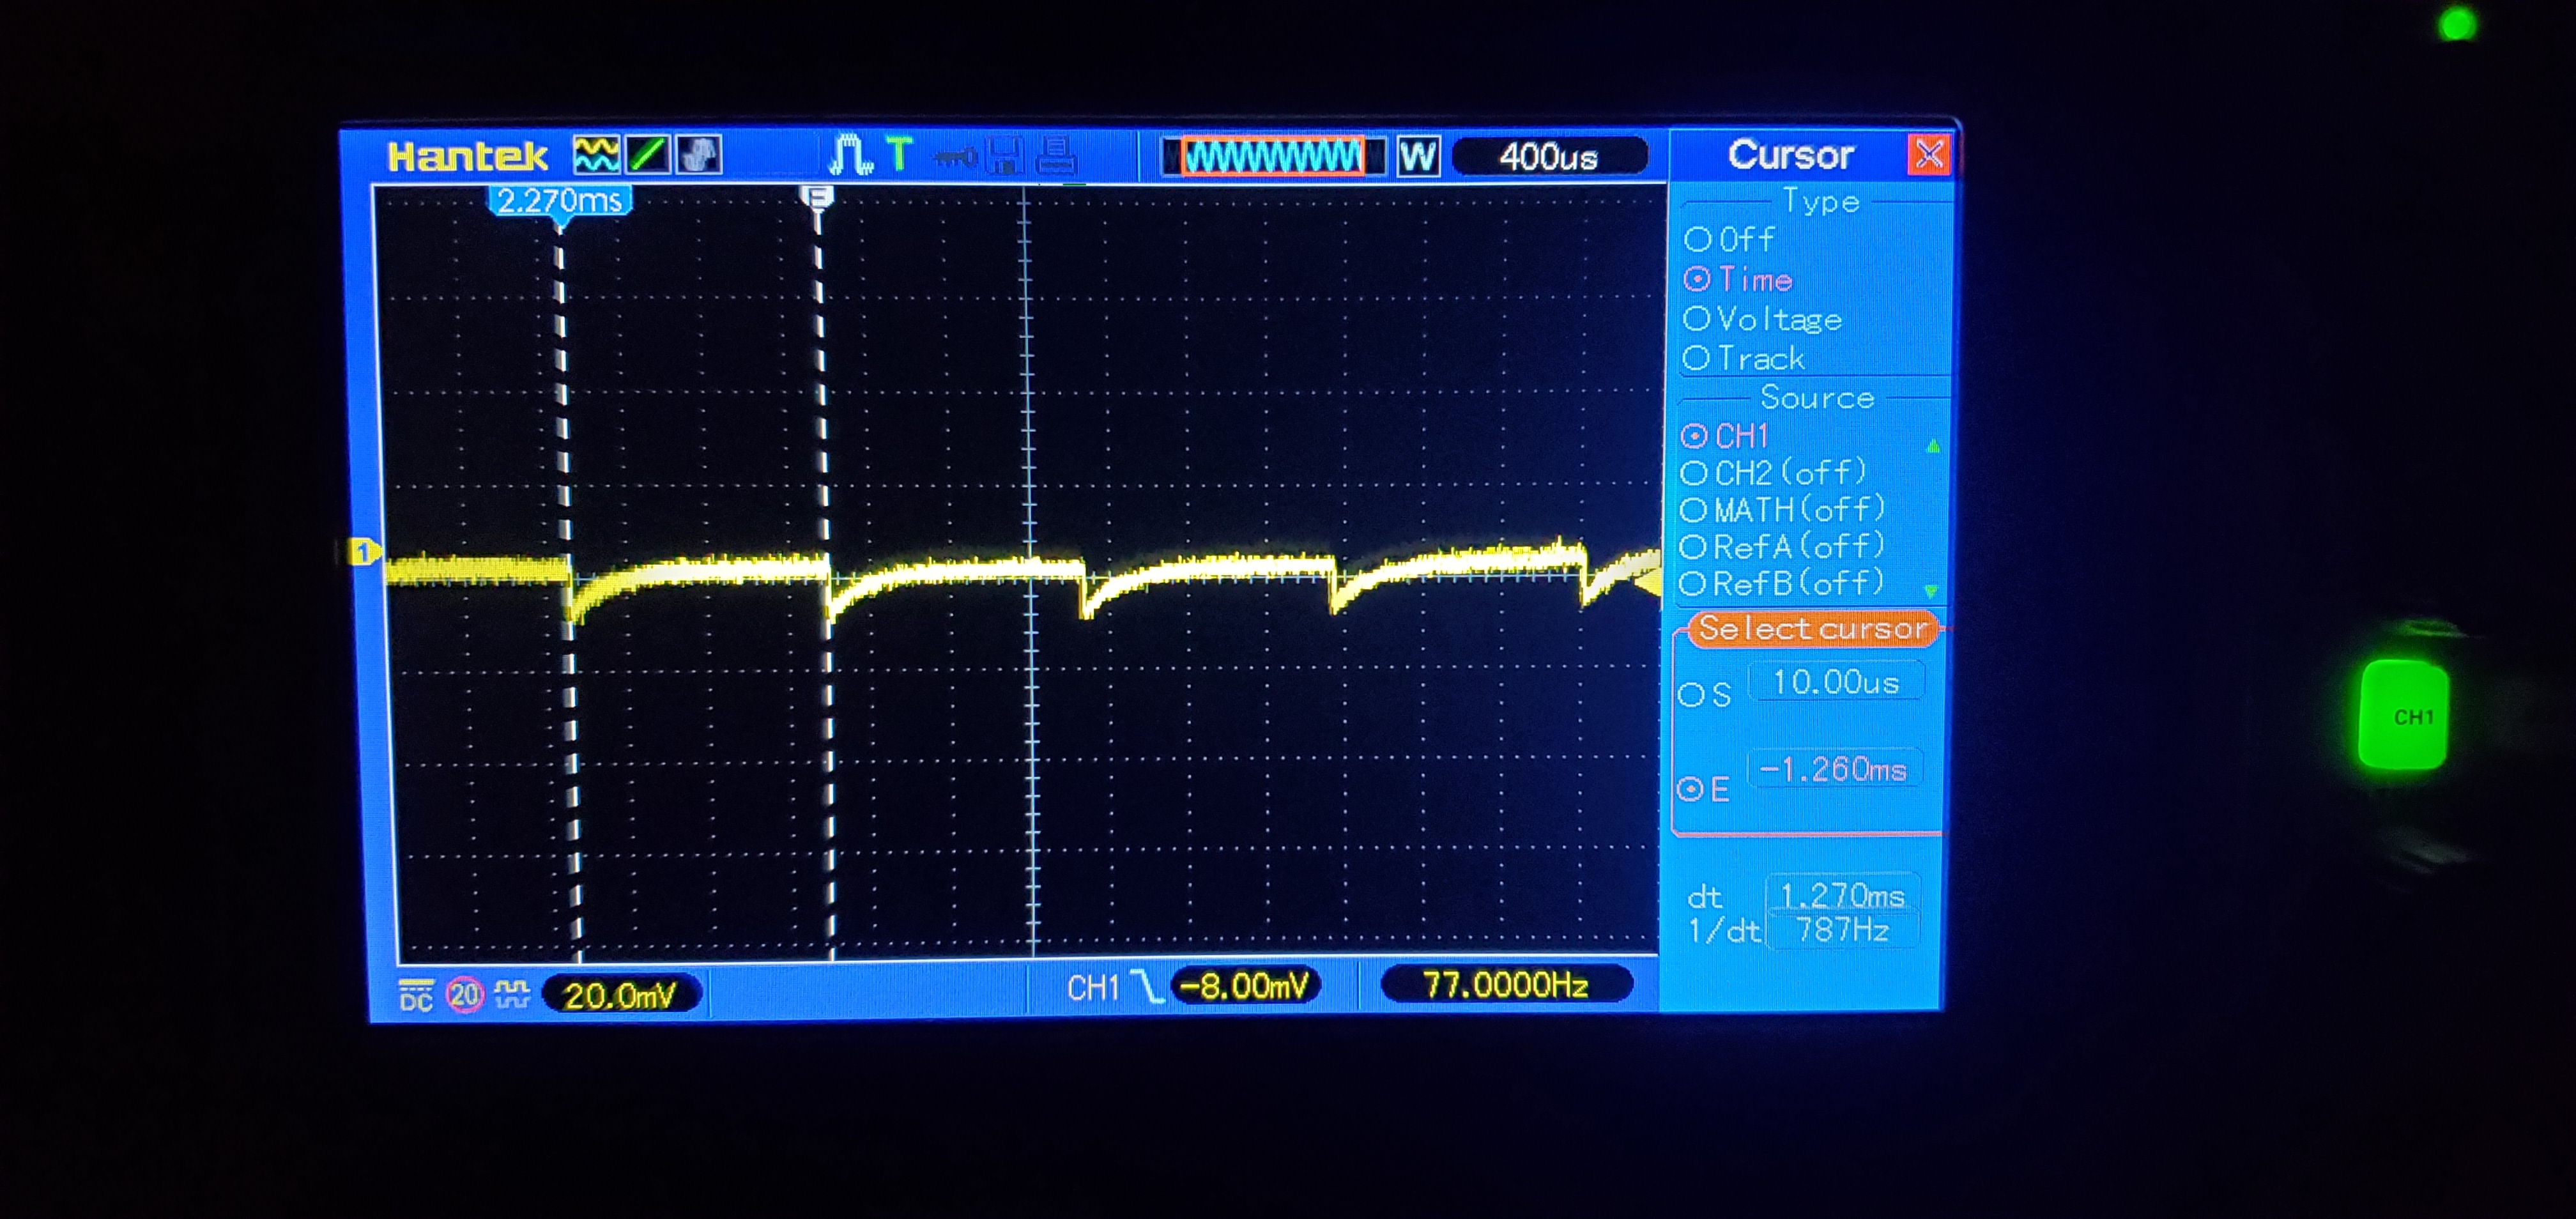 Hantek T W 400us Cursor
2.270ms E
Type
Off
Time
Voltage
Track
Source
CH1
CH2(off)
MATH(off)
RefA(off)
RefB(off)
1
Select cursor
S 10.00us
E -1.260ms
dt 1.270ms
1/dt 787Hz
DC 20 20.0mV CH1 -8.00mV 77.0000Hz
CH1